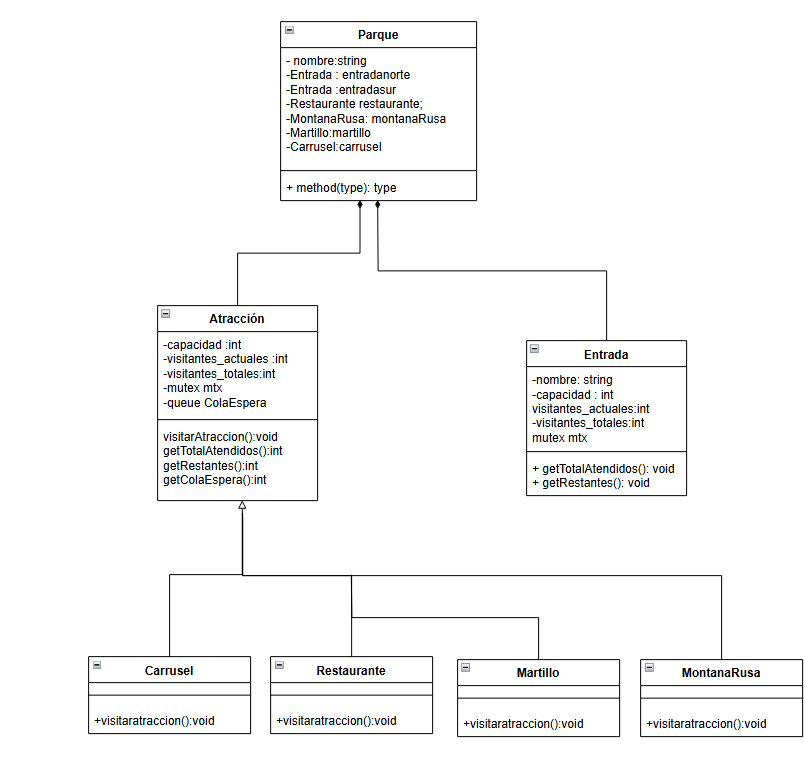 Parque
- nombre:string
-Entrada : entradanorte
-Entrada :entradasur
-Restaurante restaurante;
-MontanaRusa: montanaRusa
-Martillo:martillo
-Carrusel:carrusel
+ method(type): type
Atracción
-capacidad :int
-visitantes_actuales :int
-visitantes_totales:int
-mutex mtx
-queue ColaEspera
visitarAtraccion():void
getTotalAtendidos():int
getRestantes():int
getColaEspera():int
Entrada
-nombre: string
-capacidad : int
visitantes_actuales:int
-visitantes_totales:int
mutex mtx
+ getTotalAtendidos(): void
+ getRestantes(): void
Carrusel
+visitaratraccion():void
Restaurante
+visitaratraccion():void
Martillo
+visitaratraccion():void
MontanaRusa
+visitaratraccion():void